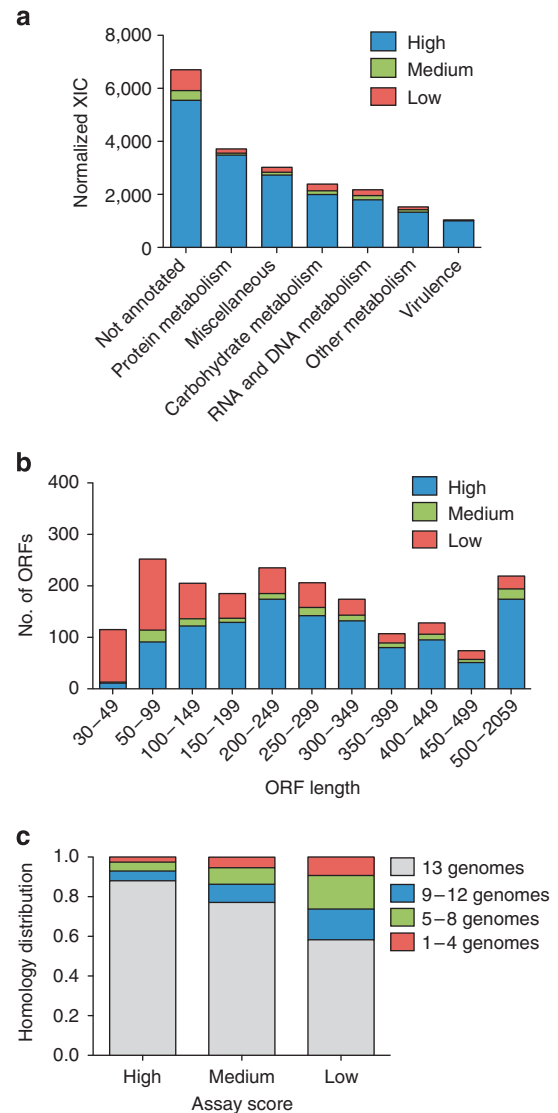 a
8,000
6,000
4,000
2,000
0
Normalized XIC
High
Medium
Low
Not annotated
Protein metabolism
Miscellaneous
Carbohydrate metabolism
RNA and DNA metabolism
Other metabolism
Virulence
b
400
300
200
100
0
No. of ORFs
High
Medium
Low
30–49
50–99
100–149
150–199
200–249
250–299
300–349
350–399
400–449
450–499
500–2059
ORF length
c
1.0
0.8
0.6
0.4
0.2
0.0
Homology distribution
13 genomes
9–12 genomes
5–8 genomes
1–4 genomes
High
Medium
Low
Assay score